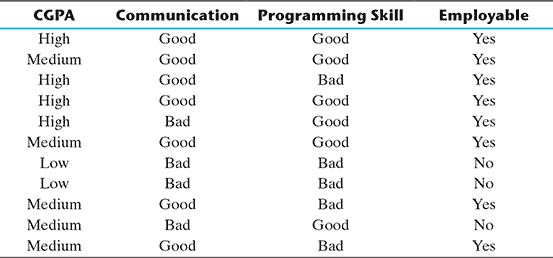 CGPA Communication Programming Skill Employable
High Good Good Yes
Medium Good Good Yes
High Good Bad Yes
High Good Good Yes
High Bad Good Yes
Medium Good Good Yes
Low Bad Bad No
Low Bad Bad No
Medium Good Bad Yes
Medium Bad Good No
Medium Good Bad Yes